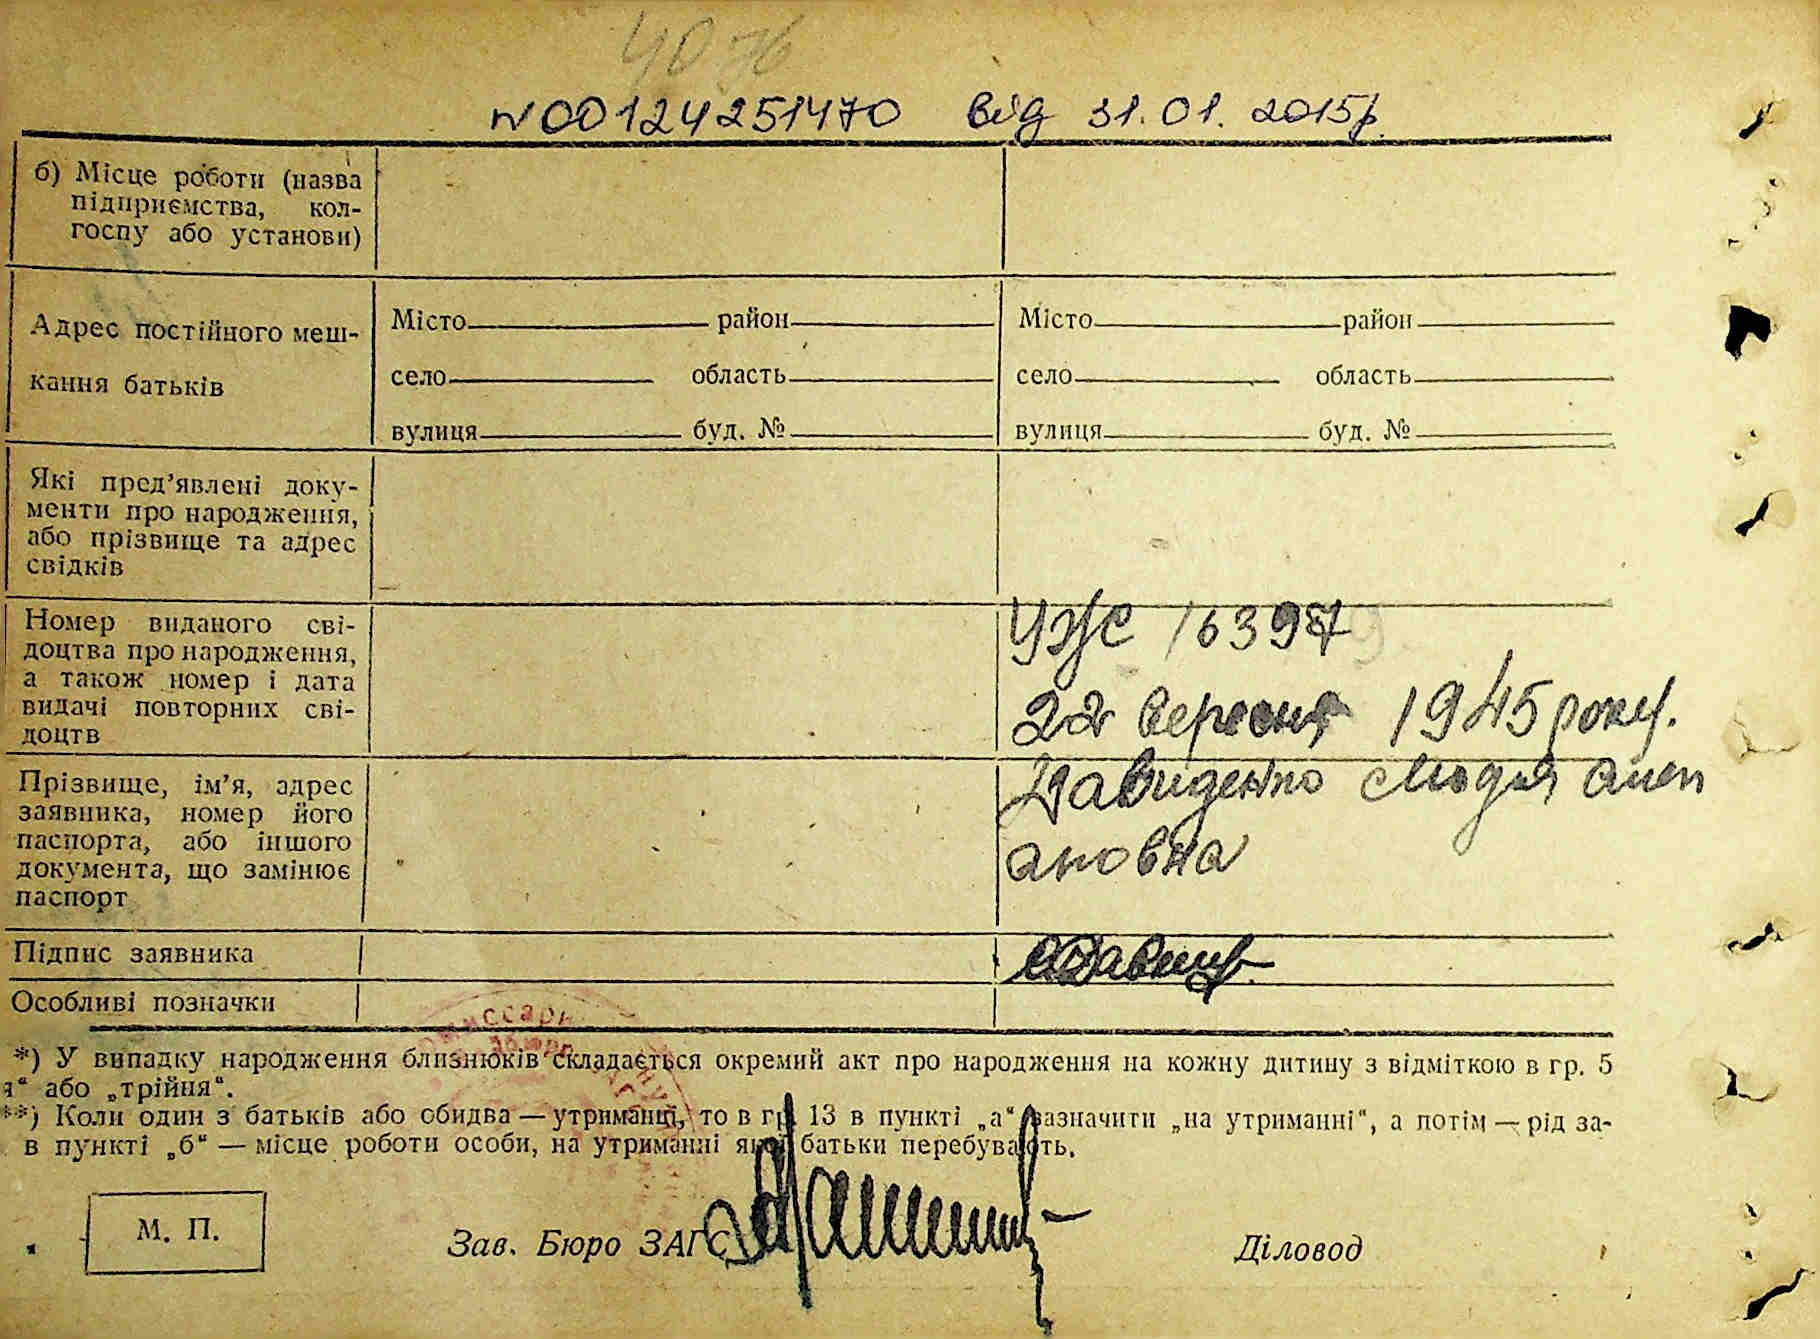 №00124251470 від 31.01.2015р.
б) Місце роботи (назва
підприємства, кол-
госпу або установи)
Адрес постійного меш-
кання батьків
Місто район Місто район
село область село область
вулиця буд. № вулиця буд. №
Які пред’явлені доку-
менти про народження,
або прізвище та адрес
свідків
Номер виданого сві-
доцтва про народження,
а також номер і дата
видачі повторних сві-
доцтв
УЖ 16397
22 вересня 1945 року.
Прізвище, ім’я, адрес
заявника, номер його
паспорта, або іншого
документа, що замінює
паспорт
Давиденко
Підпис заявника
Особливі позначки
*) У випадку народження близнюків складається окремий акт про народження на кожну дитину з відміткою в гр. 5
я“ або „трійня“.
**) Коли один з батьків або обидва — утриманці, то в гр. 13 в пункті „а“ зазначити „на утриманні“, а потім — рід за-
в пункті „б“ — місце роботи особи, на утриманні якої батьки перебувають.
М. П.
Зав. Бюро ЗАГС
Діловод